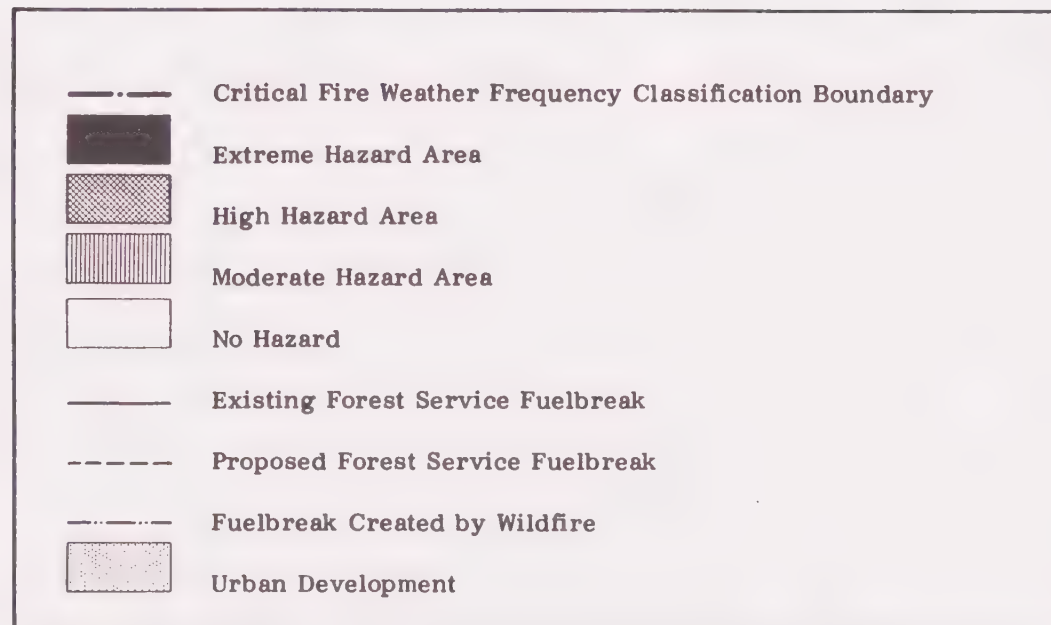 Critical Fire Weather Frequency Classification Boundary
Extreme Hazard Area
High Hazard Area
Moderate Hazard Area
No Hazard
Existing Forest Service Fuelbreak
Proposed Forest Service Fuelbreak
Fuelbreak Created by Wildfire
Urban Development